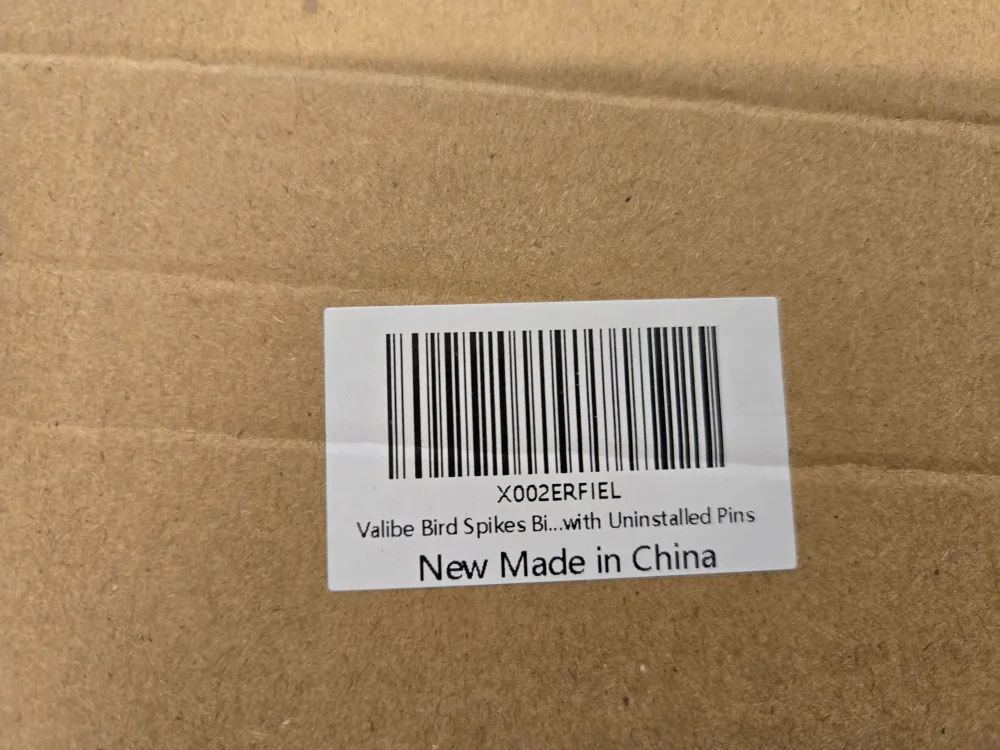 X002ERFIEL
Valibe Bird Spikes Bi...with Uninstalled Pins
New Made in China